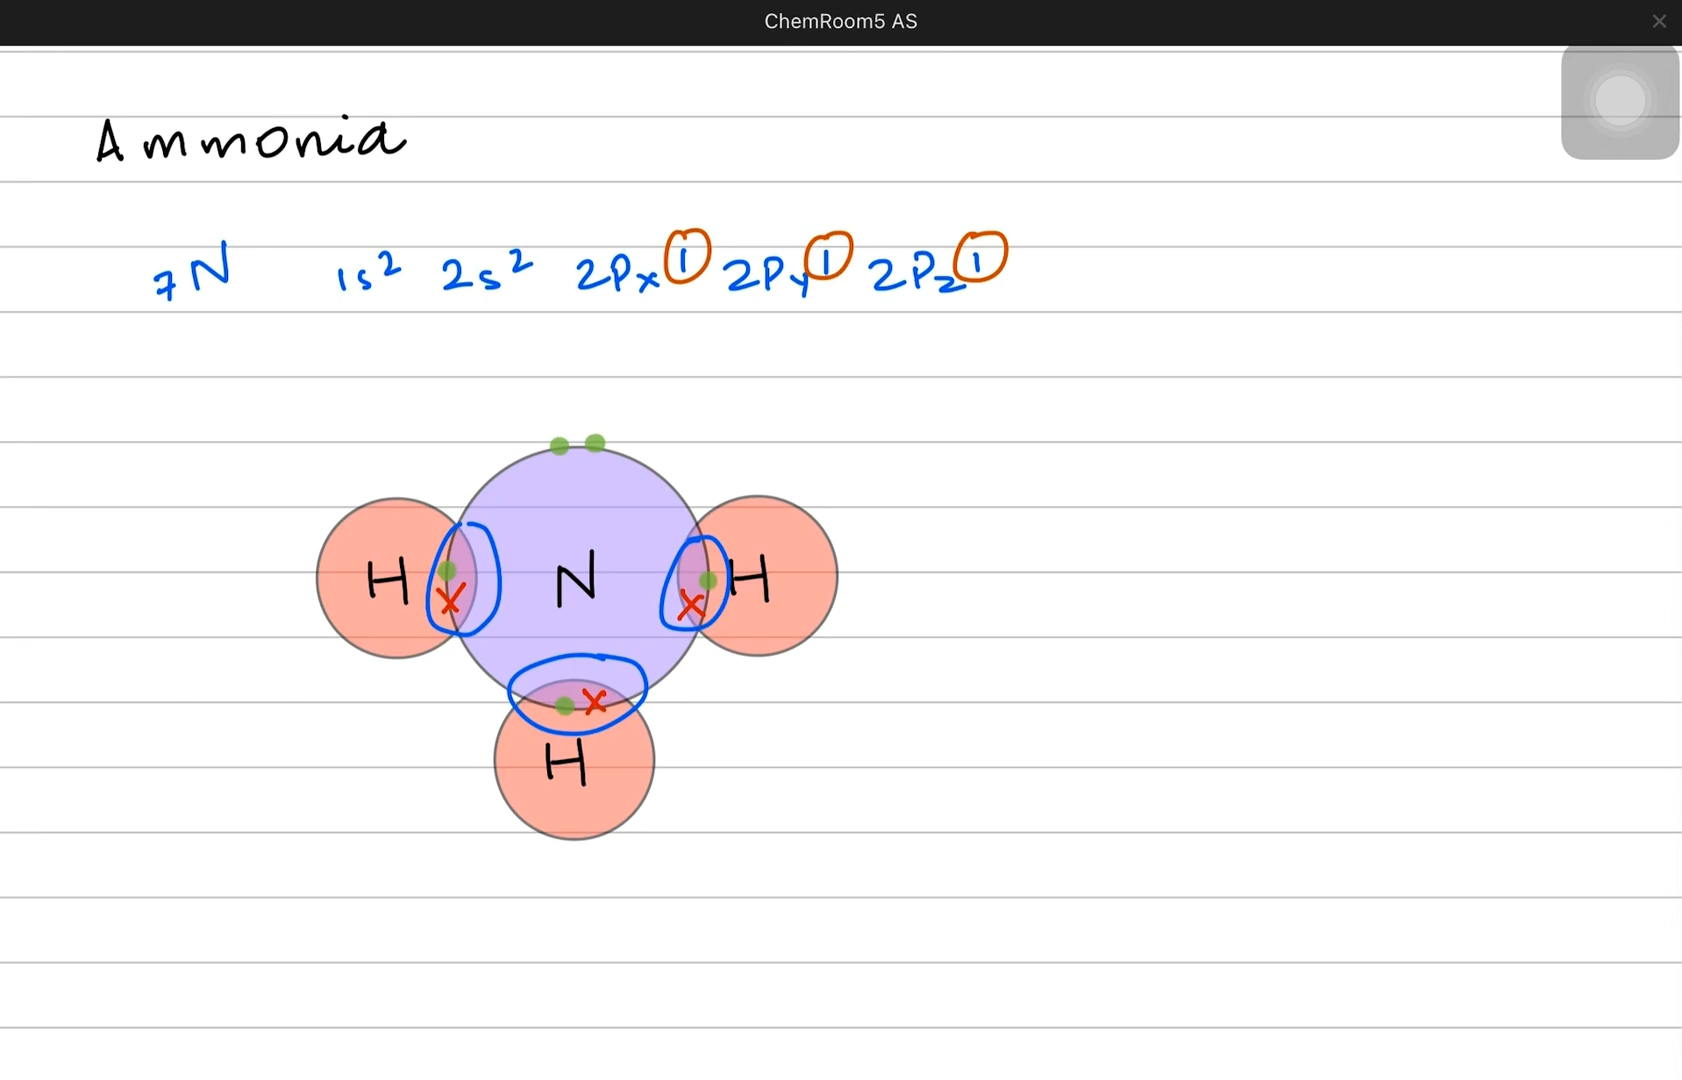 ChemRoom5 AS
Ammonia
₇N 1s² 2s² 2Px¹ 2Py¹ 2Pz¹
H N H
H